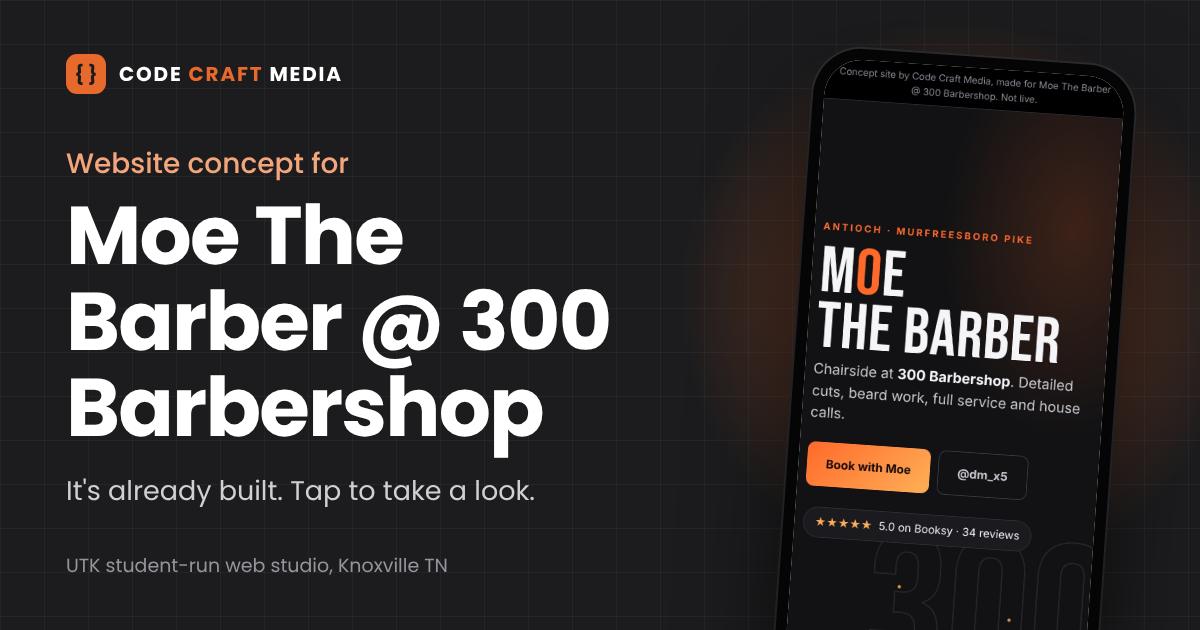 { } CODE CRAFT MEDIA
Website concept for
Moe The
Barber @ 300
Barbershop
It's already built. Tap to take a look.
UTK student-run web studio, Knoxville TN
Concept site by Code Craft Media, made for Moe The Barber
@ 300 Barbershop. Not live.
ANTIOCH · MURFREESBORO PIKE
MOE
THE BARBER
Chairside at 300 Barbershop. Detailed
cuts, beard work, full service and house
calls.
Book with Moe
@dm_x5
★★★★★ 5.0 on Booksy · 34 reviews
300